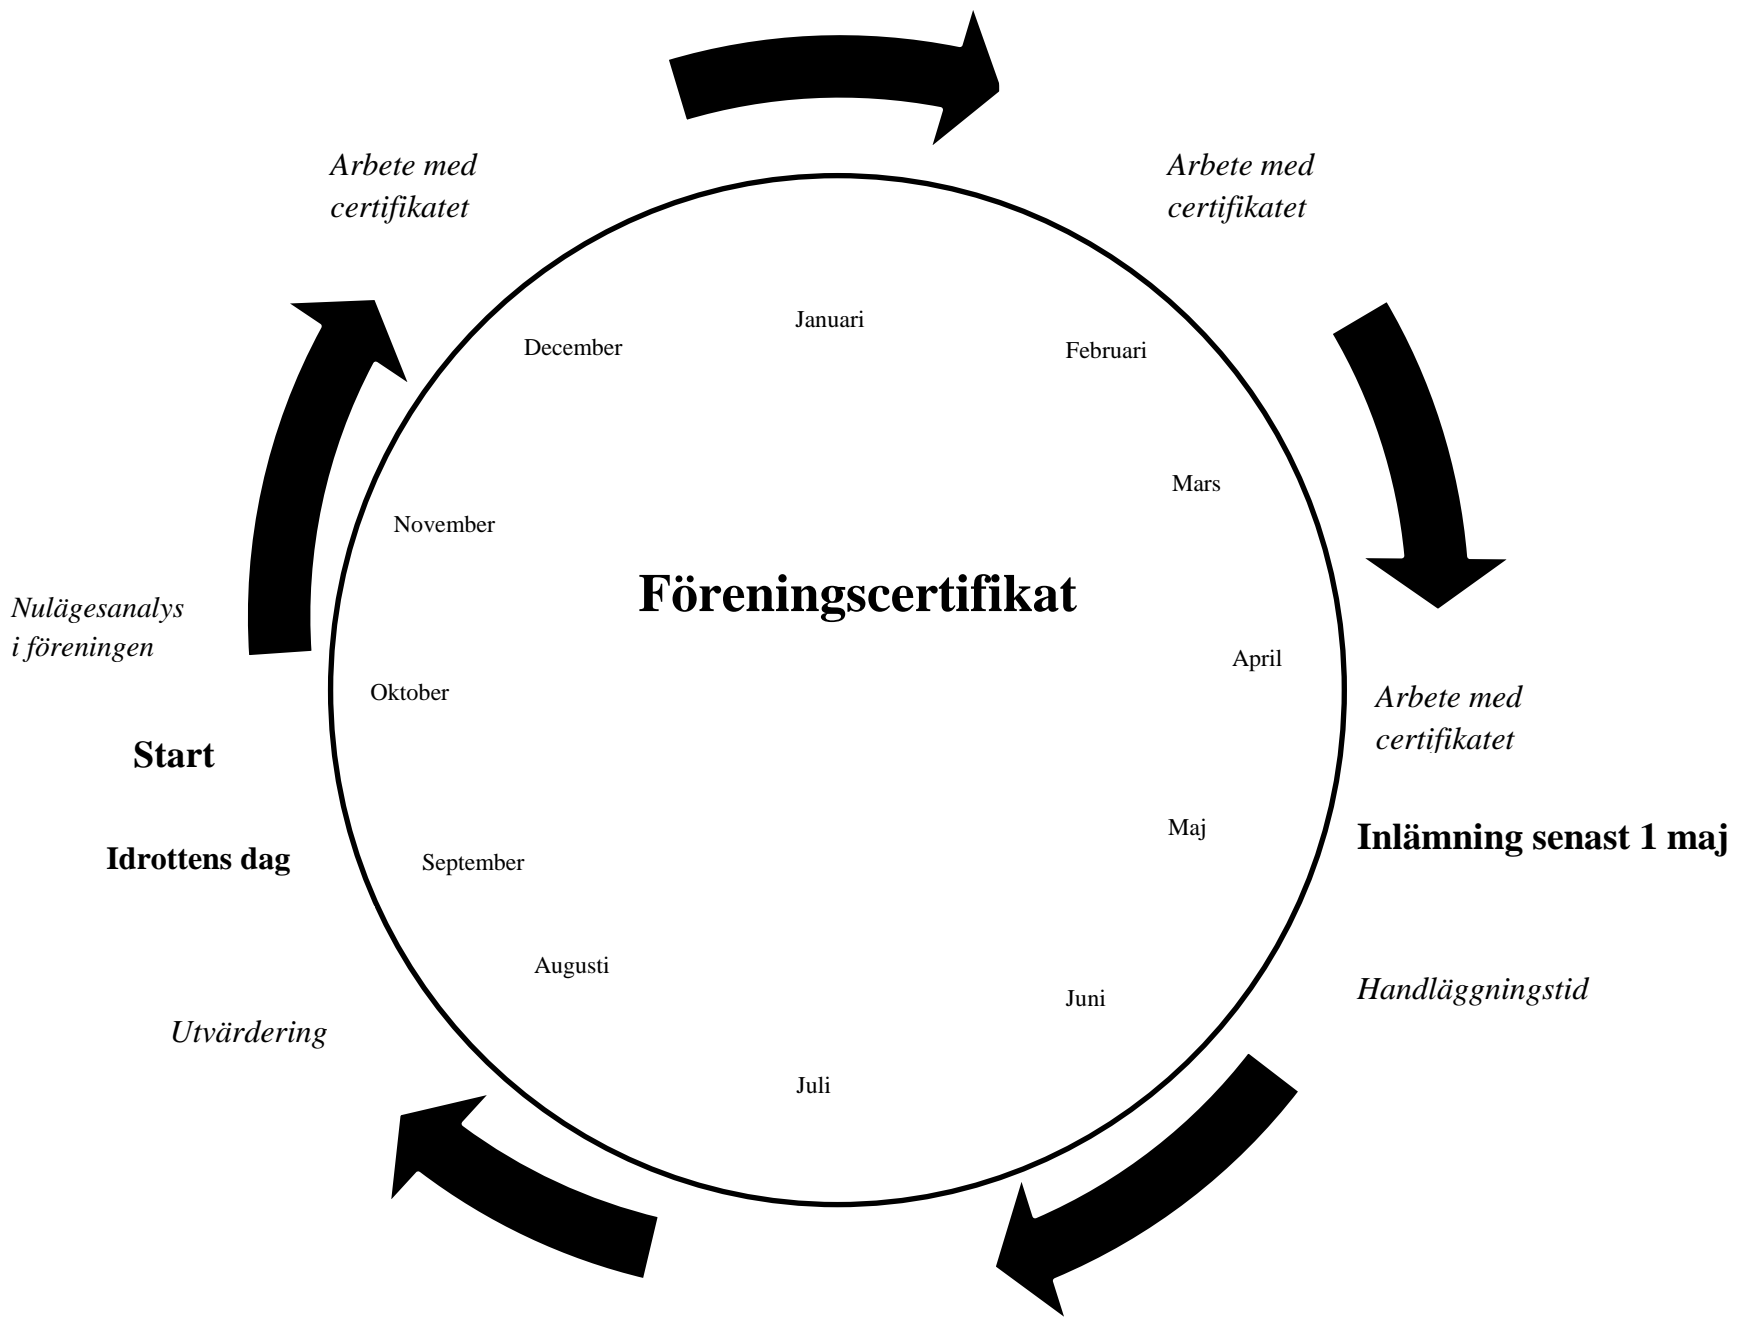 Arbete med
certifikatet
Arbete med
certifikatet
Januari
December
Februari
Mars
November
Föreningscertifikat
Nulägesanalys
i föreningen
April
Oktober
Arbete med
certifikatet
Start
Maj
Inlämning senast 1 maj
Idrottens dag
September
Augusti
Juni
Handläggningstid
Utvärdering
Juli